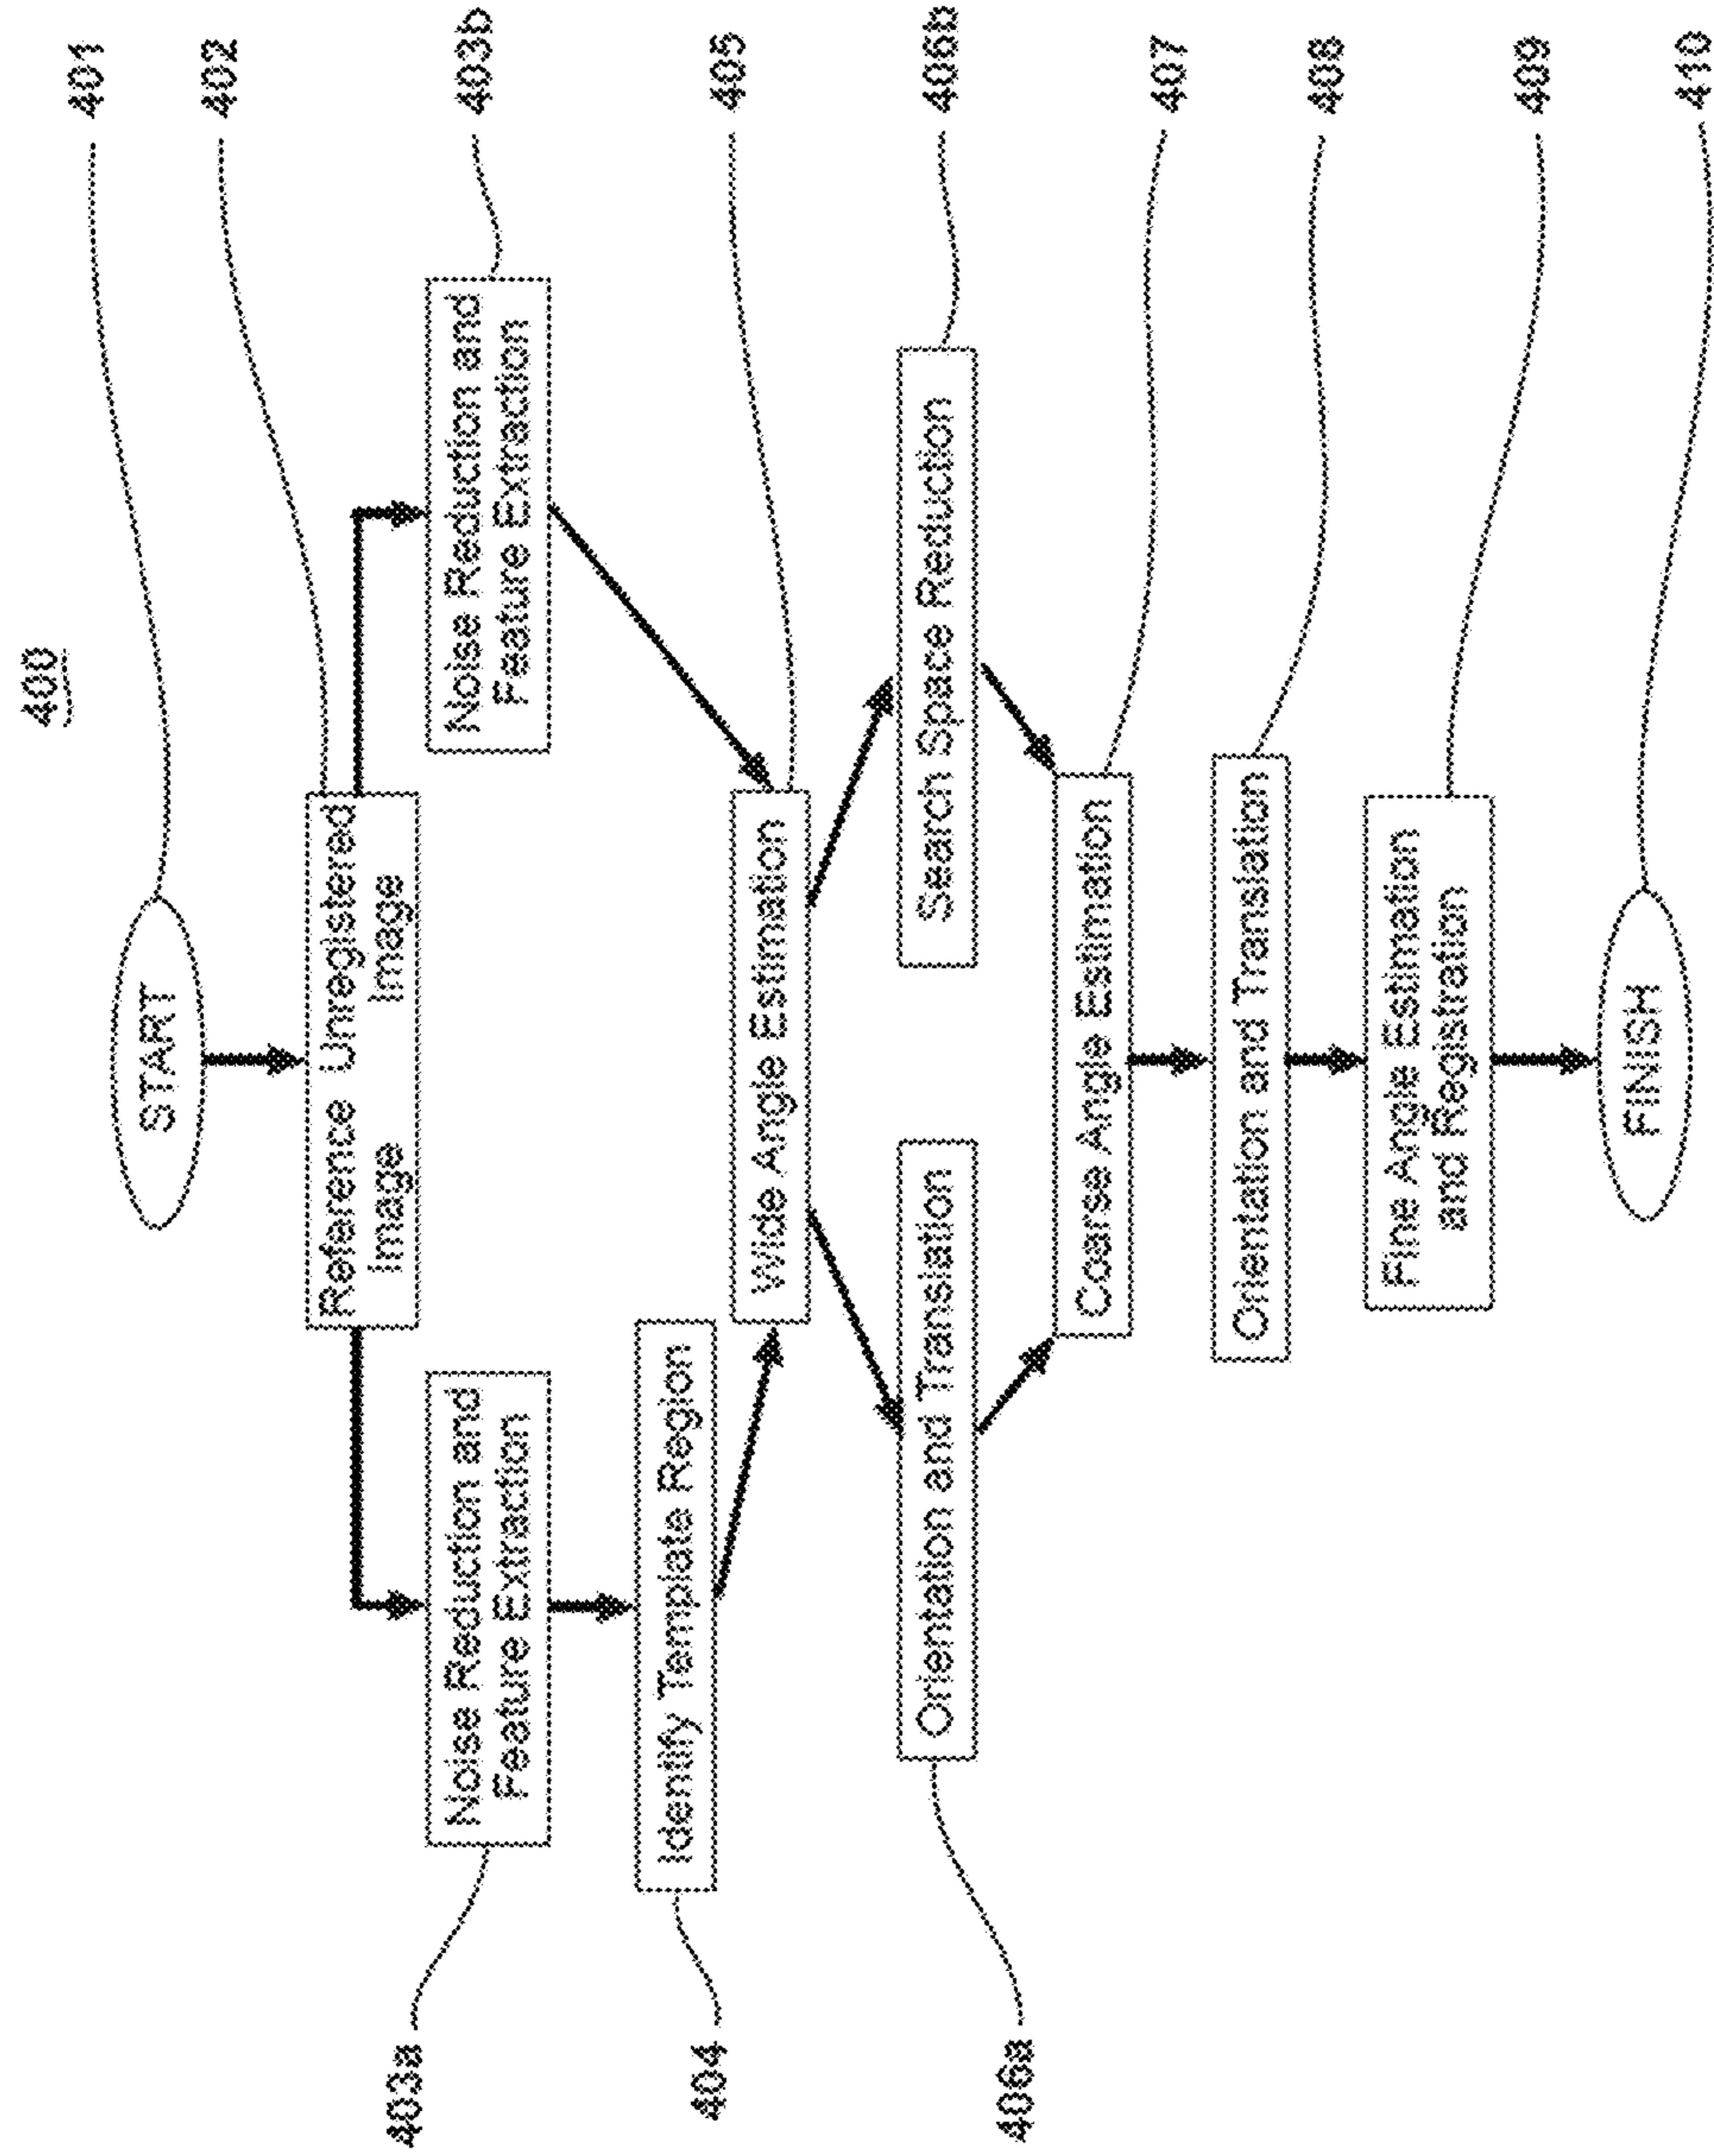 400
START
401
Reference Unregistered
Image Image
402
Noise Reduction and
Feature Extraction
403a
Noise Reduction and
Feature Extraction
403b
Identify Template Region
404
Wide Angle Estimation
405
Orientation and Translation
406a
Search Space Reduction
406b
Coarse Angle Estimation
407
Orientation and Translation
408
Fine Angle Estimation
and Registration
409
FINISH
410